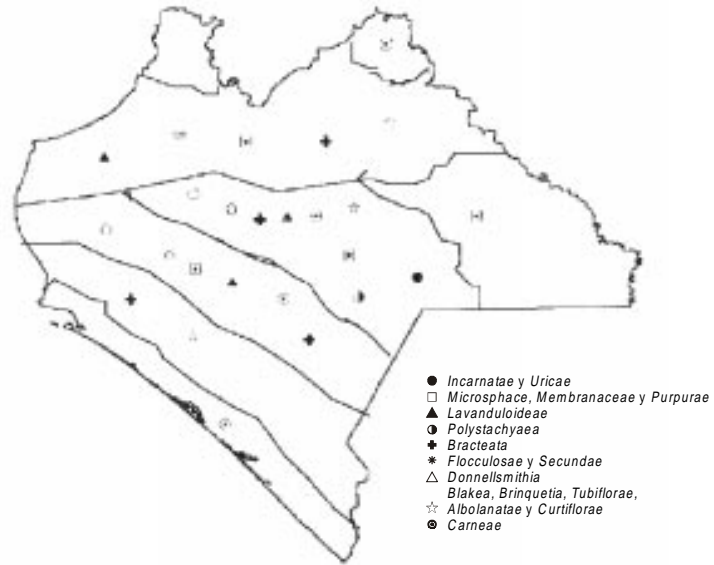 Incarnatae y Uricae
Microsphace, Membranaceae y Purpurae
Lavanduloideae
Polystachyaea
Bracteata
Flocculosae y Secundae
Donnellsmithia
Blakea, Brinquetia, Tubiflorae,
Albolanatae y Curtiflorae
Carneae